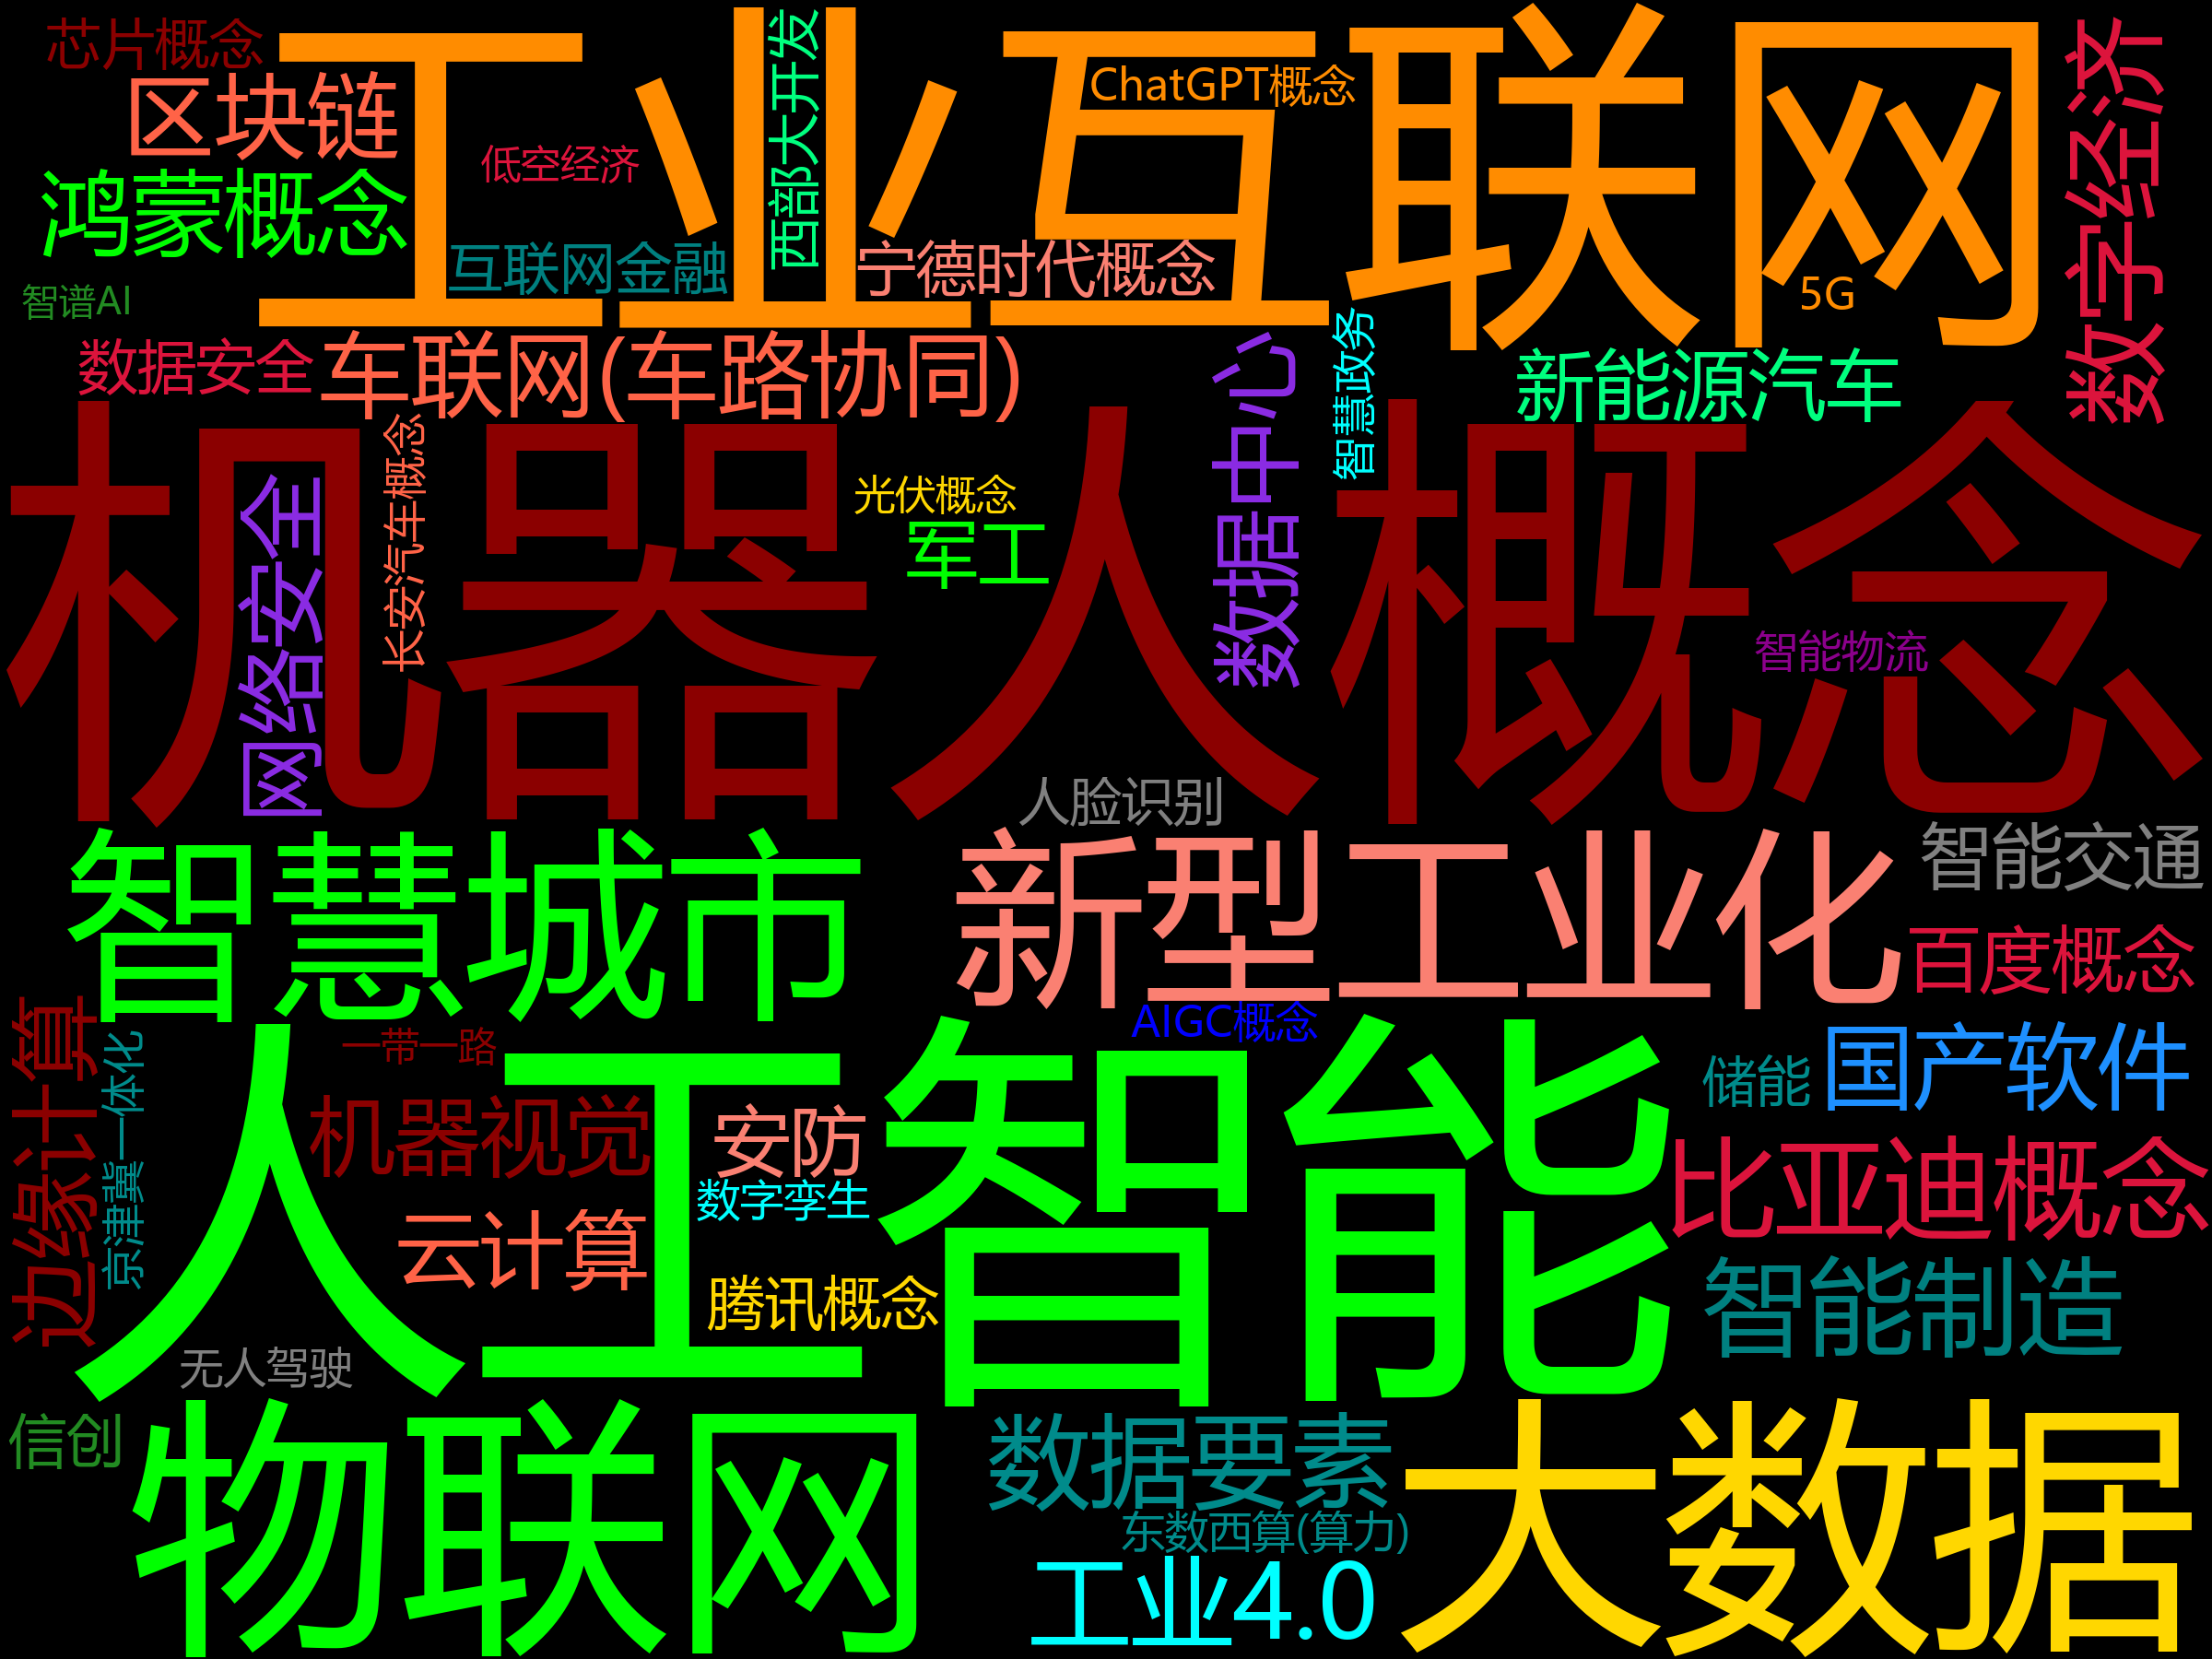 芯片概念
工业互联网
ChatGPT概念
西部大开发
数字经济
区块链
低空经济
鸿蒙概念
互联网金融
宁德时代概念
智谱AI
5G
数据安全
车联网(车路协同)
智慧政务
新能源汽车
数据中心
机器人概念
长安汽车概念
网络安全
光伏概念
军工
智能物流
人脸识别
智慧城市
新型工业化
智能交通
百度概念
边缘计算
京津冀一体化
一带一路
AIGC概念
人工智能
国产软件
储能
机器视觉
安防
数字孪生
比亚迪概念
云计算
腾讯概念
智能制造
无人驾驶
信创
物联网
数据要素
东数西算(算力)
工业4.0
大数据